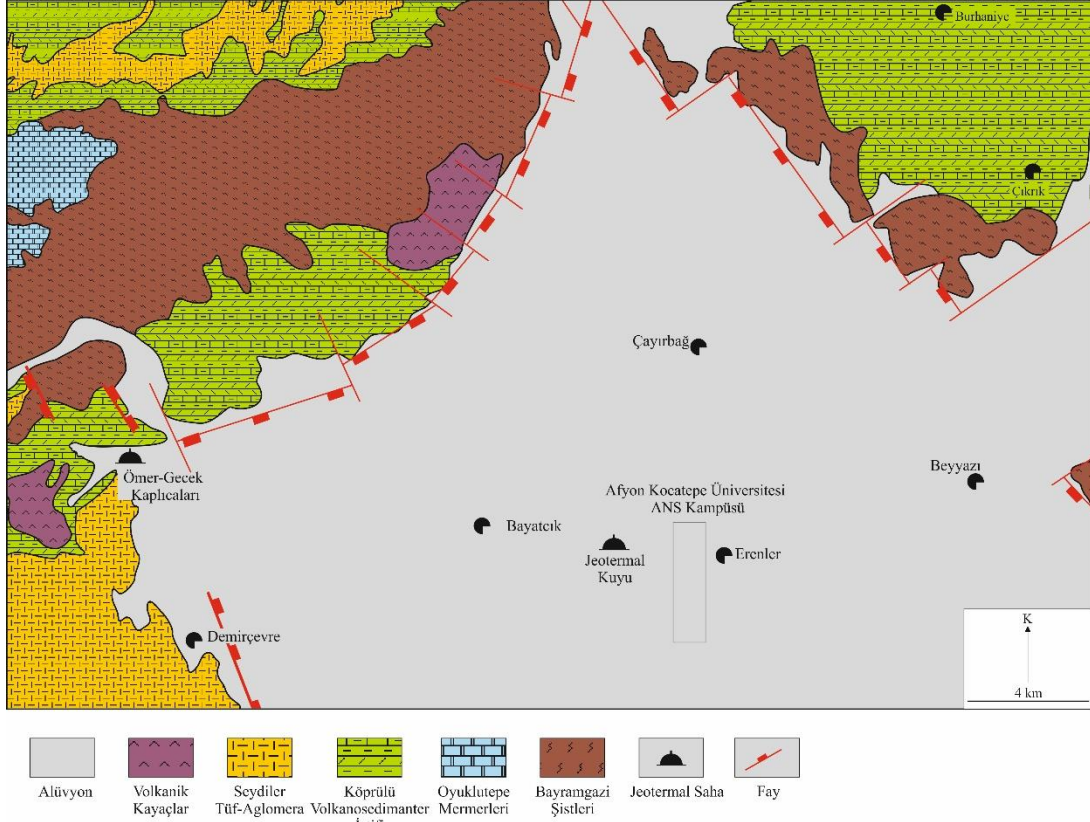 Burhaniye
Çıkrık
Çayırbağ
Ömer-Gecek
Kaplıcaları
Beyyazı
Afyon Kocatepe Üniversitesi
ANS Kampüsü
Bayatcık
Jeotermal
Kuyu
Erenler
Demirçevre
K
4 km
Alüvyon
Volkanik
Kayaçlar
Seydiler
Tüf-Aglomera
Köprülü
Volkanosedimanter
Oyuklutepe
Mermerleri
Bayramgazi
Şistleri
Jeotermal Saha
Fay